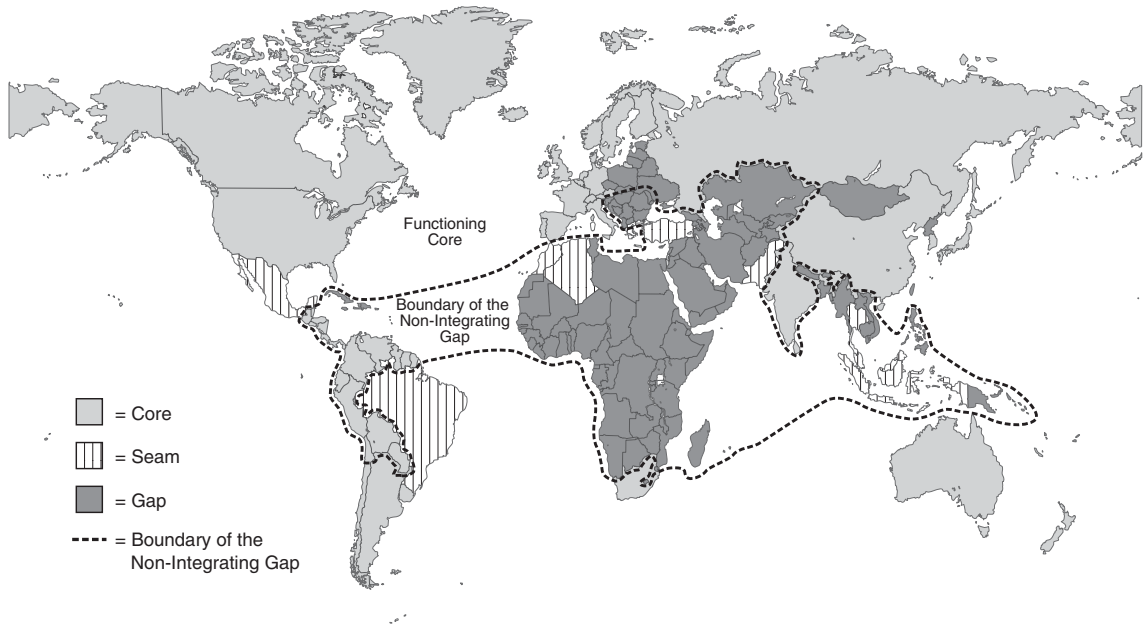 Functioning
Core
Boundary of the
Non-Integrating
Gap
= Core
= Seam
= Gap
= Boundary of the
Non-Integrating Gap